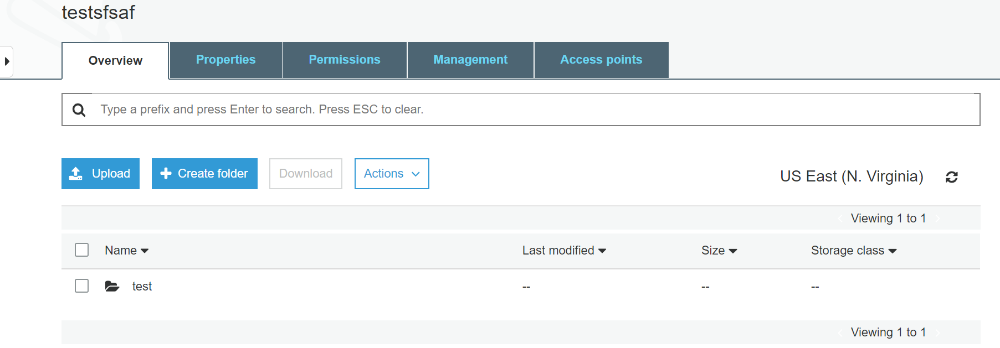 testsfsaf
Overview Properties Permissions Management Access points
Type a prefix and press Enter to search. Press ESC to clear.
Upload Create folder Download Actions US East (N. Virginia)
Viewing 1 to 1
Name Last modified Size Storage class
test -- -- --
Viewing 1 to 1